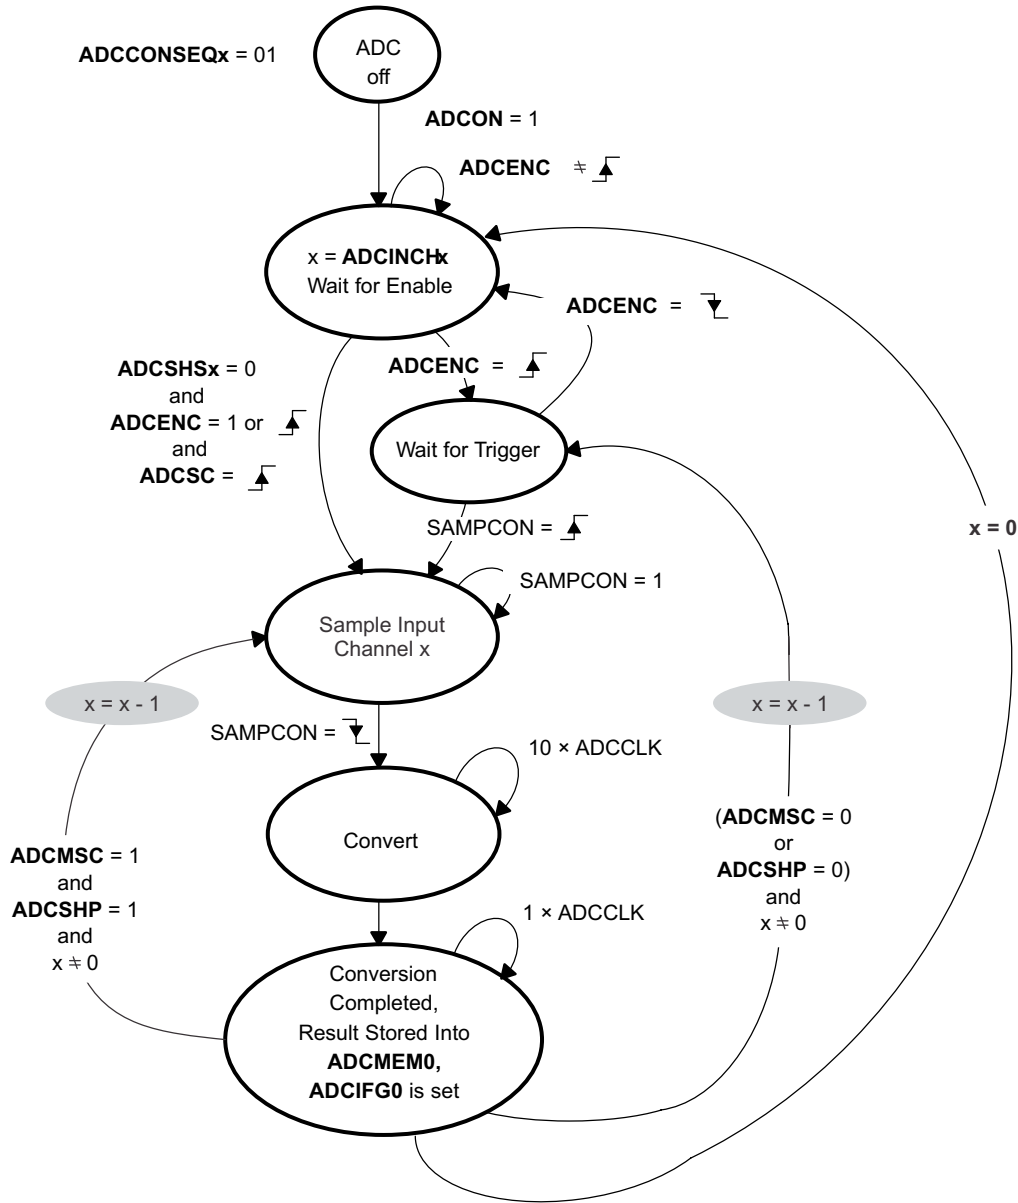 ADCCONSEQx = 01
ADC
off
ADCON = 1
ADCENC ≠
x = ADCINCHx
Wait for Enable
ADCENC =
ADCSHSx = 0
and
ADCENC = 1 or
and
ADCSC =
ADCENC =
Wait for Trigger
SAMPCON =
x = 0
SAMPCON = 1
Sample Input
Channel x
x = x - 1
x = x - 1
SAMPCON =
10 × ADCCLK
Convert
(ADCMSC = 0
or
ADCSHP = 0)
and
x ≠ 0
ADCMSC = 1
and
ADCSHP = 1
and
x ≠ 0
1 × ADCCLK
Conversion
Completed,
Result Stored Into
ADCMEM0,
ADCIFG0 is set